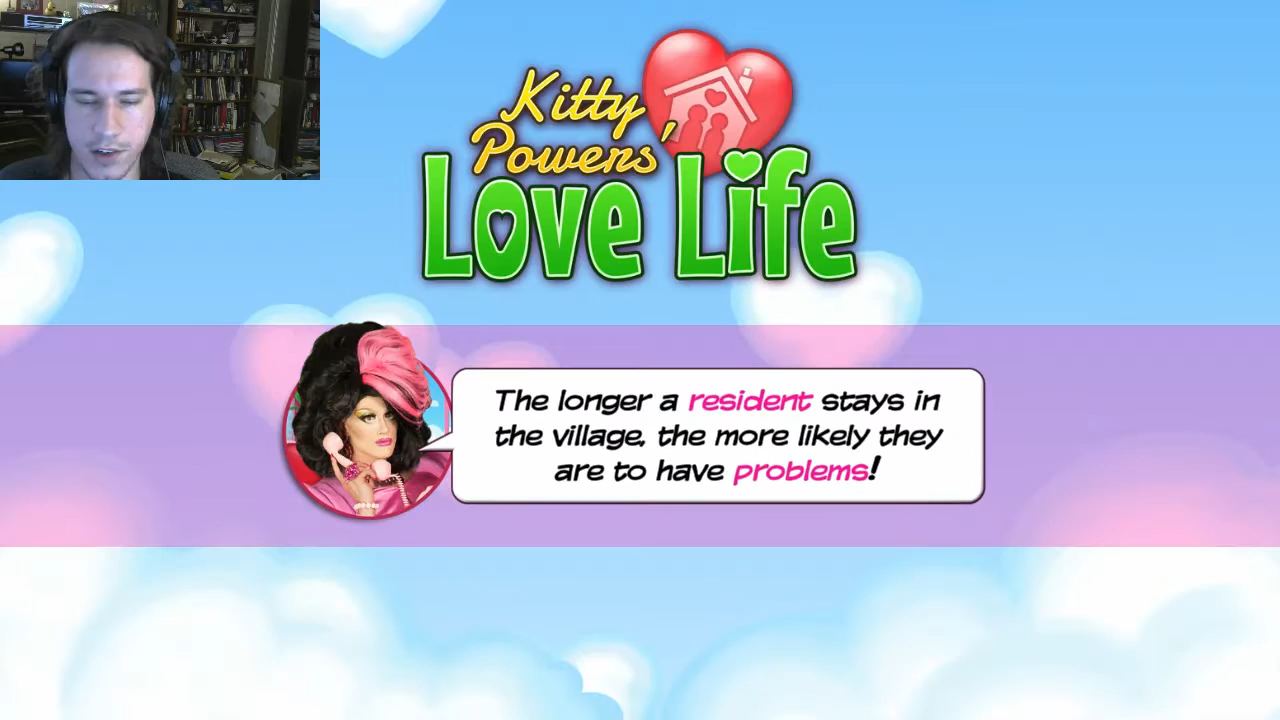 Kitty
Powers'
Love Life
The longer a resident stays in
the village, the more likely they
are to have problems!